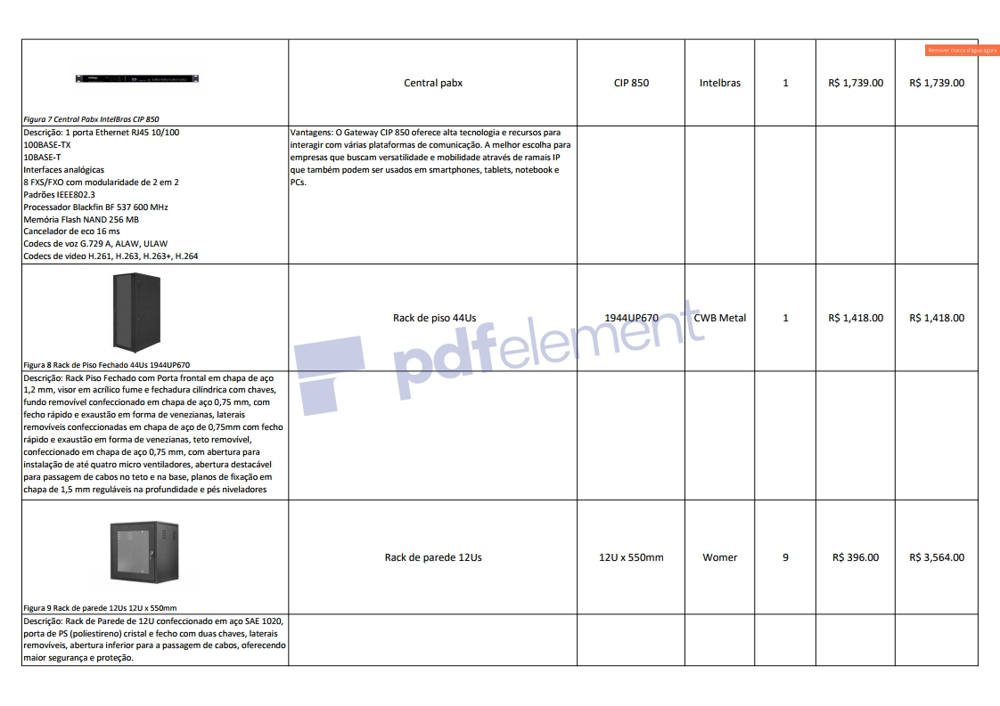 Remover marca d'água agora
Central pabx
CIP 850
Intelbras
1
R$ 1,739.00
R$ 1,739.00
Figura 7 Central Pabx IntelBras CIP 850
Descrição: 1 porta Ethernet RJ45 10/100
100BASE-TX
10BASE-T
Interfaces analógicas
8 FXS/FXO com modularidade de 2 em 2
Padrões IEEE802.3
Processador Blackfin BF 537 600 MHz
Memória Flash NAND 256 MB
Cancelador de eco 16 ms
Codecs de voz G.729 A, ALAW, ULAW
Codecs de video H.261, H.263, H.263+, H.264
Vantagens: O Gateway CIP 850 oferece alta tecnologia e recursos para
interagir com várias plataformas de comunicação. A melhor escolha para
empresas que buscam versatilidade e mobilidade através de ramais IP
que também podem ser usados em smartphones, tablets, notebook e
PCs.
Rack de piso 44Us
1944UP670
CWB Metal
1
R$ 1,418.00
R$ 1,418.00
Figura 8 Rack de Piso Fechado 44Us 1944UP670
pdfelement
Descrição: Rack Piso Fechado com Porta frontal em chapa de aço
1,2 mm, visor em acrílico fume e fechadura cilíndrica com chaves,
fundo removível confeccionado em chapa de aço 0,75 mm, com
fecho rápido e exaustão em forma de venezianas, laterais
removíveis confeccionadas em chapa de aço de 0,75mm com fecho
rápido e exaustão em forma de venezianas, teto removível,
confeccionado em chapa de aço 0,75 mm, com abertura para
instalação de até quatro micro ventiladores, abertura destacável
para passagem de cabos no teto e na base, planos de fixação em
chapa de 1,5 mm reguláveis na profundidade e pés niveladores
Rack de parede 12Us
12U x 550mm
Womer
9
R$ 396.00
R$ 3,564.00
Figura 9 Rack de parede 12Us 12U x 550mm
Descrição: Rack de Parede de 12U confeccionado em aço SAE 1020,
porta de PS (poliestireno) cristal e fecho com duas chaves, laterais
removíveis, abertura inferior para a passagem de cabos, oferecendo
maior segurança e proteção.